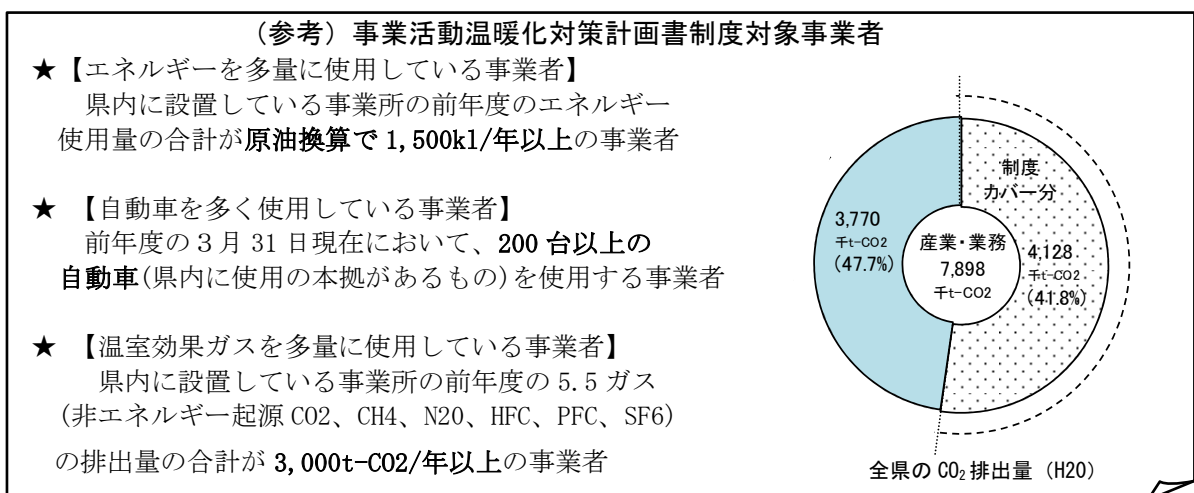 （参考）事業活動温暖化対策計画書制度対象事業者
★【エネルギーを多量に使用している事業者】
県内に設置している事業所の前年度のエネルギー
使用量の合計が原油換算で1,500kl/年以上の事業者
★ 【自動車を多く使用している事業者】
前年度の３月31日現在において、200台以上の
自動車(県内に使用の本拠があるもの)を使用する事業者
★ 【温室効果ガスを多量に使用している事業者】
県内に設置している事業所の前年度の5.5ガス
(非エネルギー起源CO2、CH4、N20、HFC、PFC、SF6)
の排出量の合計が3,000t-CO2/年以上の事業者
制度
カバー分
3,770
千t-CO2
(47.7%)
産業・業務
7,898
千t-CO2
4,128
千t-CO2
(41.8%)
全県のCO₂排出量（H20）